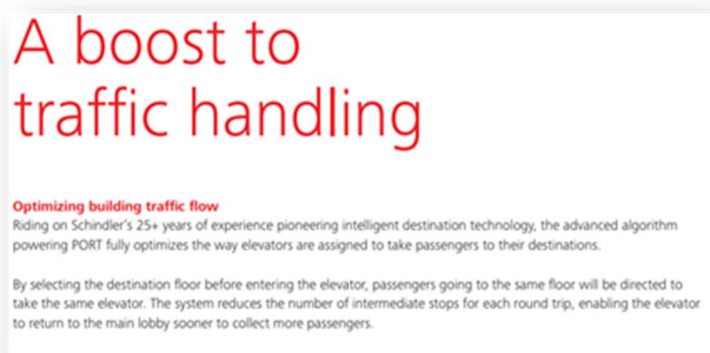 A boost to
traffic handling
Optimizing building traffic flow
Riding on Schindler's 25+ years of experience pioneering intelligent destination technology, the advanced algorithm
powering PORT fully optimizes the way elevators are assigned to take passengers to their destinations.
By selecting the destination floor before entering the elevator, passengers going to the same floor will be directed to
take the same elevator. The system reduces the number of intermediate stops for each round trip, enabling the elevator
to return to the main lobby sooner to collect more passengers.